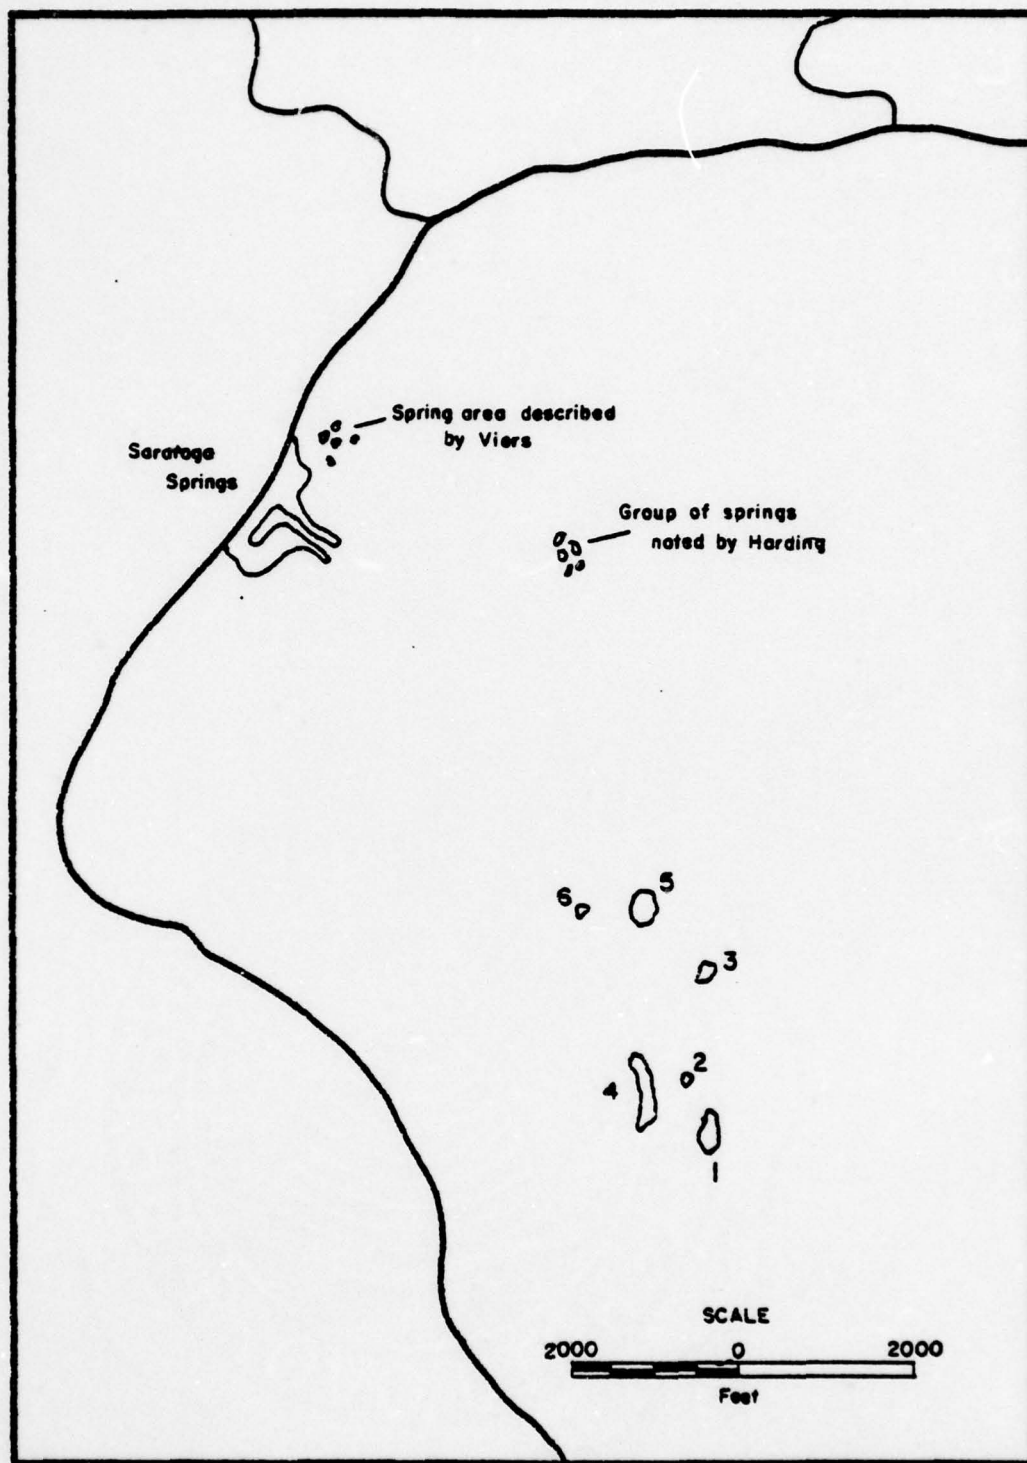 Spring area described
by Viers
Saratoga
Springs
Group of springs
noted by Harding
6
5
3
2
4
1
SCALE
2000 0 2000
Feet